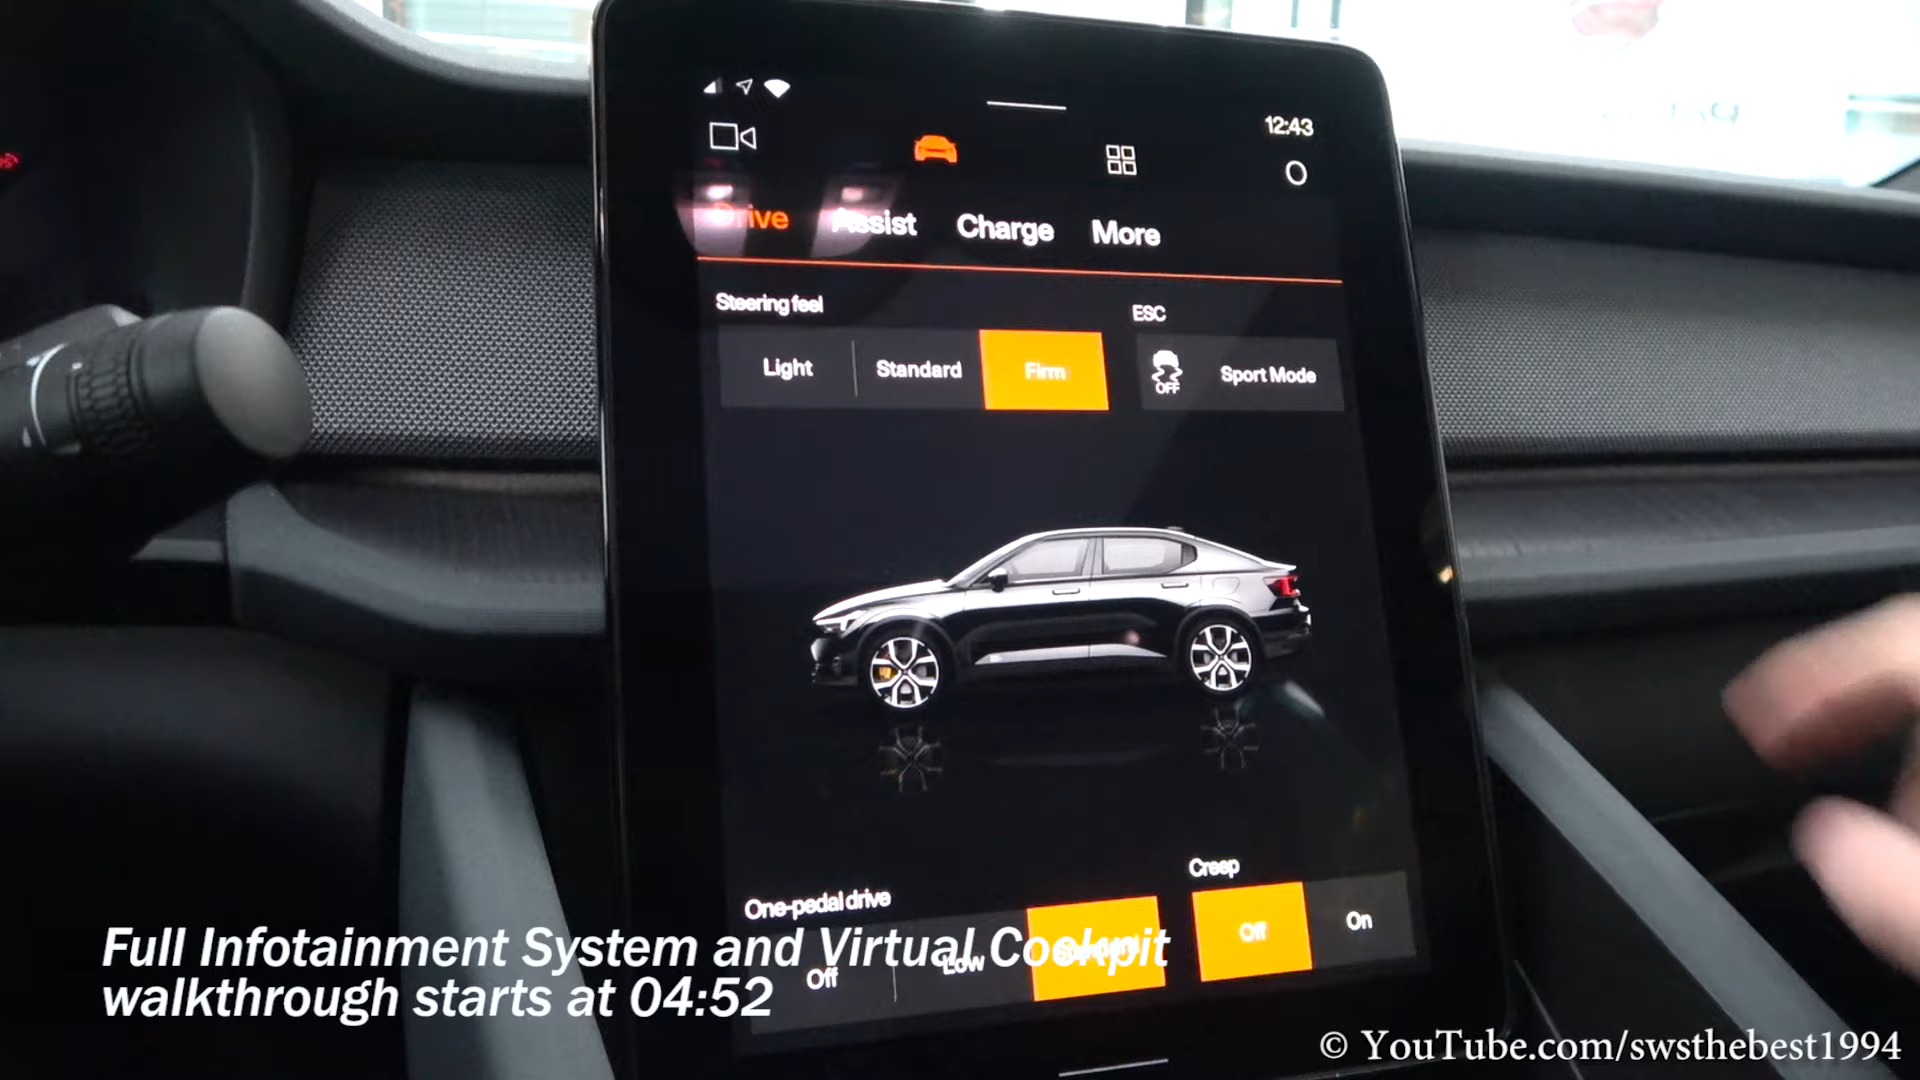 12:43
Drive Assist Charge More
Steering feel
ESC
Light Standard Firm
OFF Sport Mode
One-pedal drive
Creep
Off Low
Off On
Full Infotainment System and Virtual Cockpit
walkthrough starts at 04:52
© YouTube.com/swsthebest1994